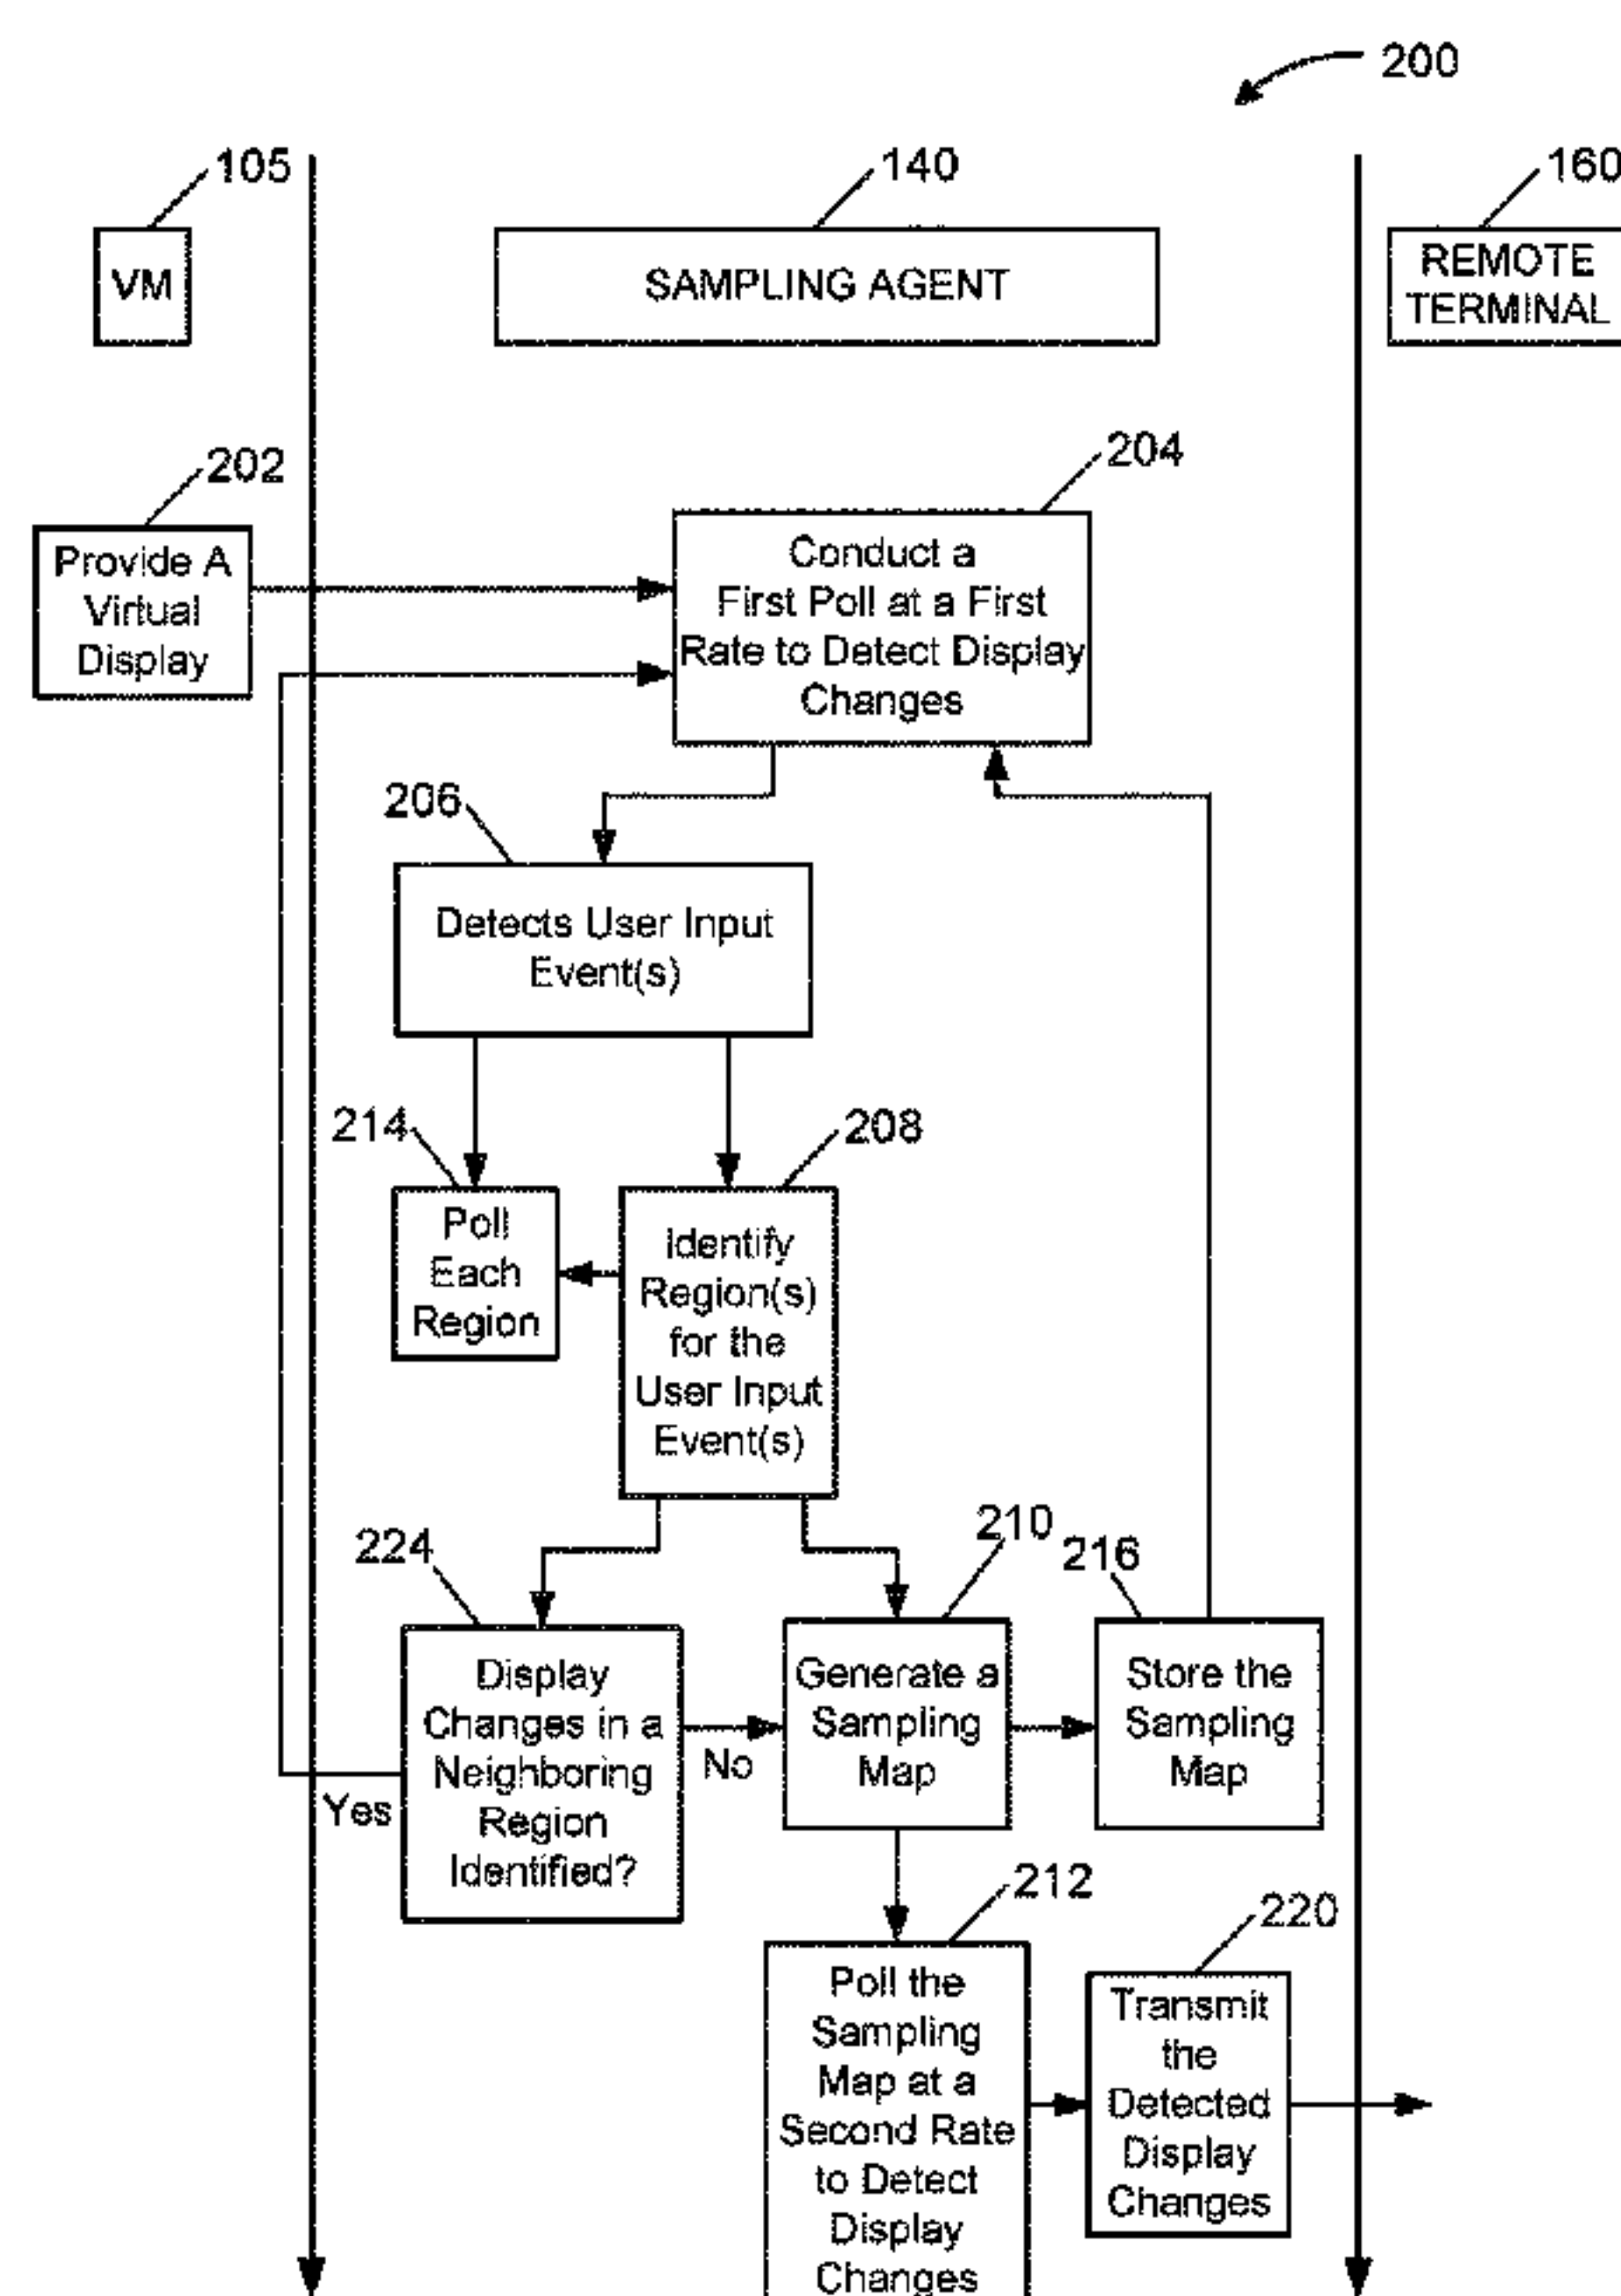 200
105
140
160
VM
SAMPLING AGENT
REMOTE
TERMINAL
202
204
Provide A
Virtual
Display
Conduct a
First Poll at a First
Rate to Detect Display
Changes
206
Detects User Input
Event(s)
214
208
Poll
Each
Region
Identify
Region(s)
for the
User Input
Event(s)
224
210
216
Display
Changes in a
Neighboring
Region
Identified?
Yes
No
Generate a
Sampling
Map
Store the
Sampling
Map
212
220
Poll the
Sampling
Map at a
Second Rate
to Detect
Display
Changes
Transmit
the
Detected
Display
Changes